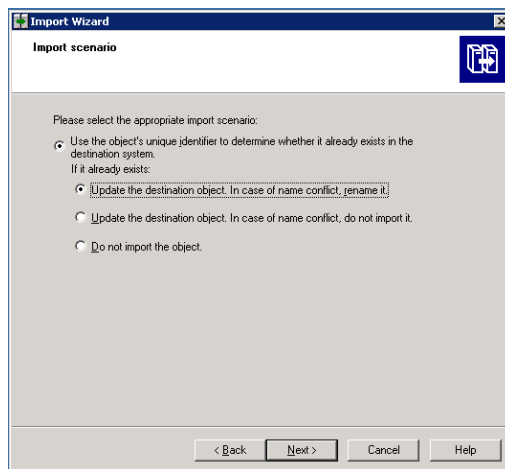 Import Wizard
Import scenario
Please select the appropriate import scenario:
Use the object's unique identifier to determine whether it already exists in the
destination system.
If it already exists:
Update the destination object. In case of name conflict, rename it.
Update the destination object. In case of name conflict, do not import it.
Do not import the object.
< Back
Next >
Cancel
Help